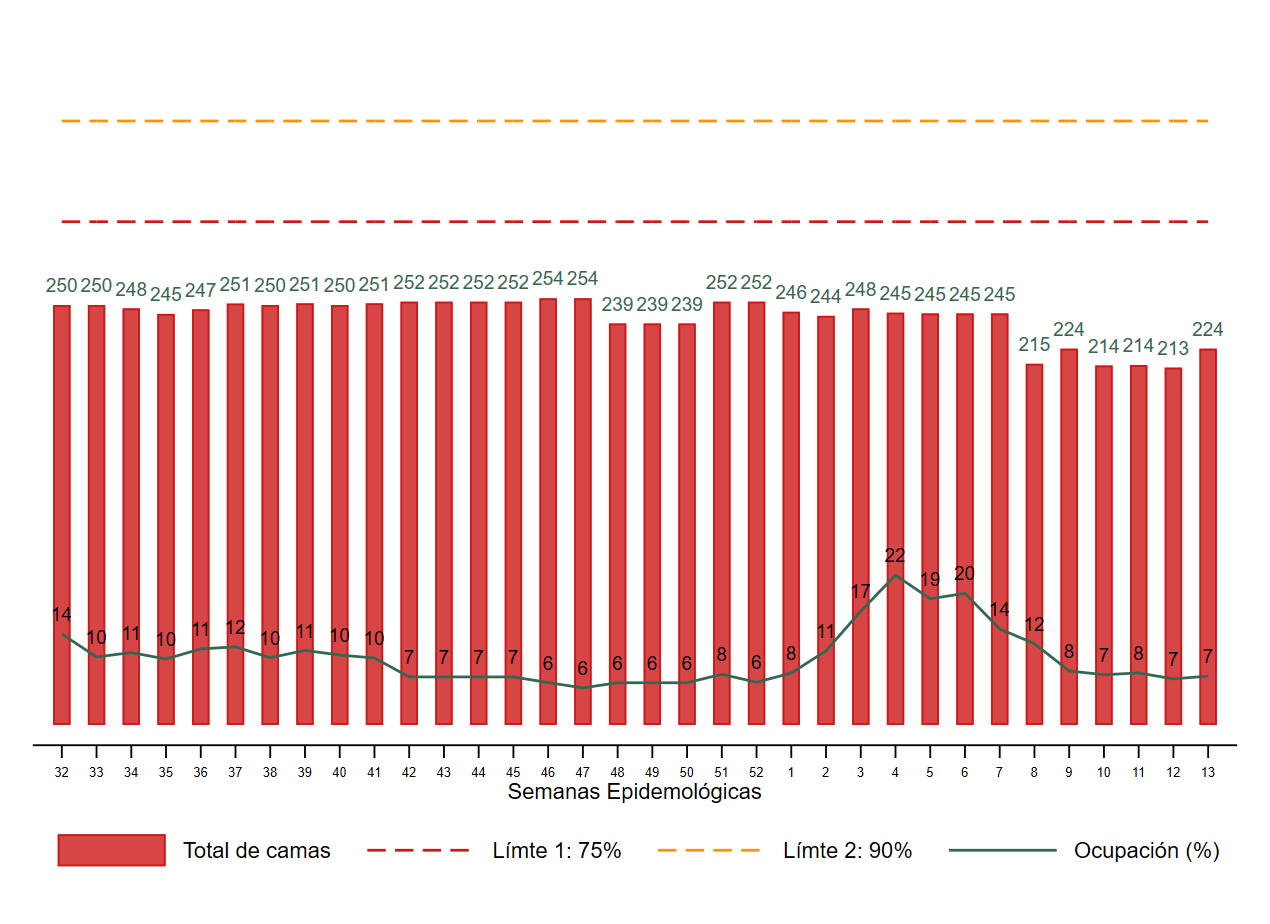 250 250 248 245 247 251 250 251 250 251 252 252 252 252 254 254 239 239 239 252 252 246 244 248 245 245 245 245 215 224 214 214 213 224
14 10 11 10 11 12 10 11 10 10 7 7 7 7 6 6 6 6 6 8 6 8 11 17 22 19 20 14 12 8 7 8 7 7
32 33 34 35 36 37 38 39 40 41 42 43 44 45 46 47 48 49 50 51 52 1 2 3 4 5 6 7 8 9 10 11 12 13
Semanas Epidemológicas
Total de camas Límte 1: 75% Límte 2: 90% Ocupación (%)